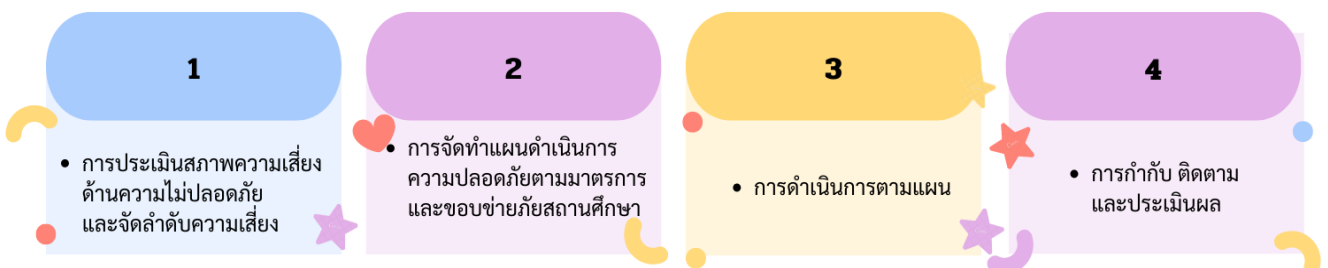 1
• การประเมินสภาพความเสี่ยง
ด้านความไม่ปลอดภัย
และจัดลำดับความเสี่ยง
2
• การจัดทำแผนดำเนินการ
ความปลอดภัยตามมาตรการ
และขอบข่ายภัยสถานศึกษา
3
• การดำเนินการตามแผน
4
• การกำกับ ติดตาม
และประเมินผล